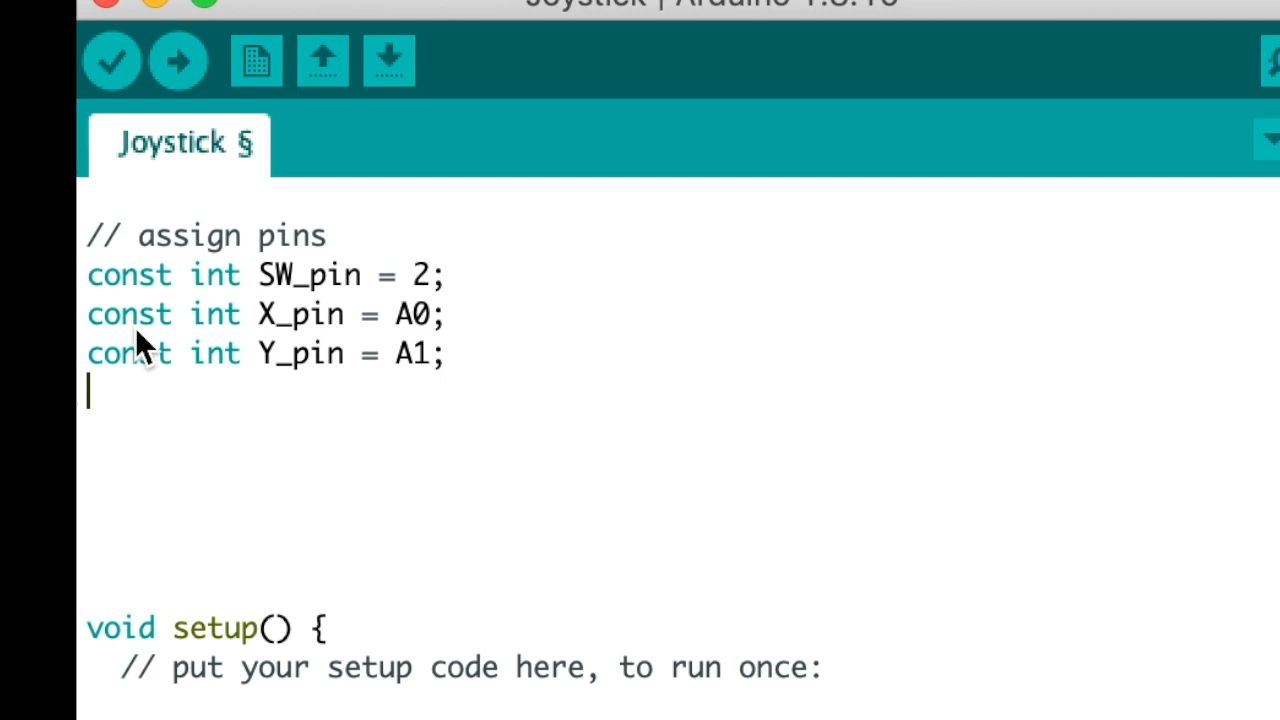 Joystick | Arduino 1.8.10
Joystick §
// assign pins
const int SW_pin = 2;
const int X_pin = A0;
const int Y_pin = A1;
void setup() {
// put your setup code here, to run once: